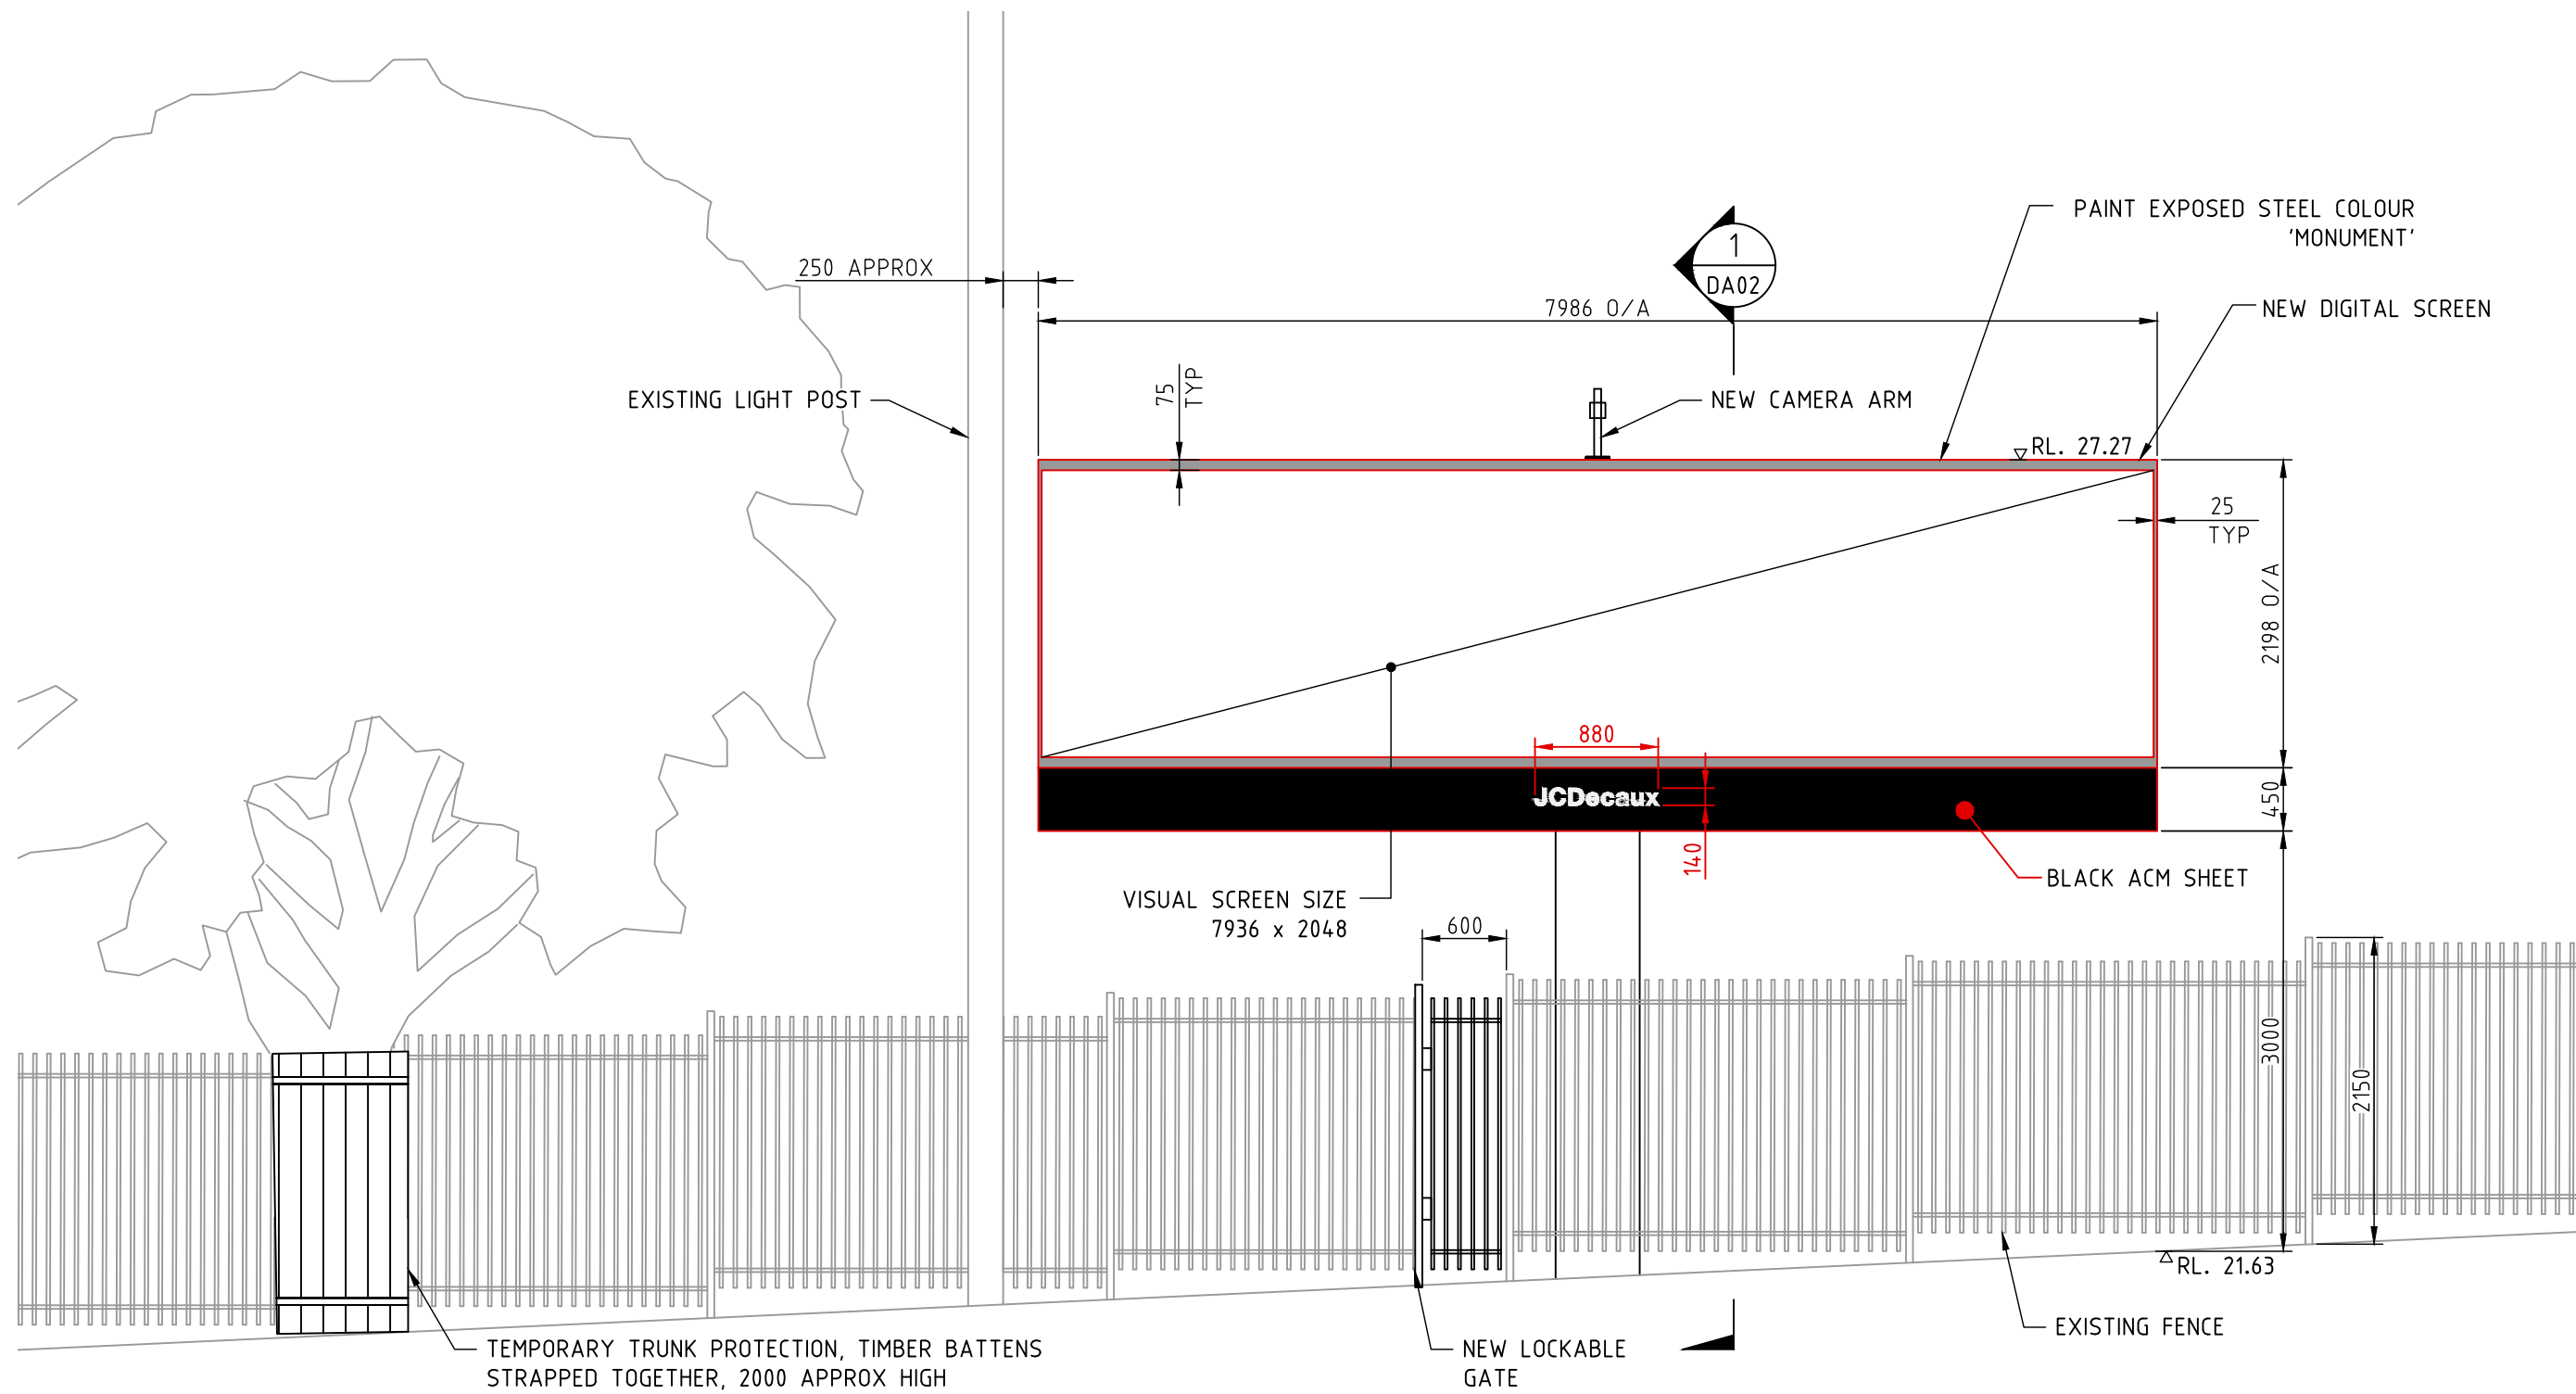 PAINT EXPOSED STEEL COLOUR
'MONUMENT'
1
DA02
250 APPROX
7986 O/A
NEW DIGITAL SCREEN
75
TYP
EXISTING LIGHT POST
NEW CAMERA ARM
RL. 27.27
25
TYP
2198 O/A
880
JCDecaux
450
140
BLACK ACM SHEET
VISUAL SCREEN SIZE
7936 x 2048
600
3000
2150
RL. 21.63
EXISTING FENCE
TEMPORARY TRUNK PROTECTION, TIMBER BATTENS
STRAPPED TOGETHER, 2000 APPROX HIGH
NEW LOCKABLE
GATE